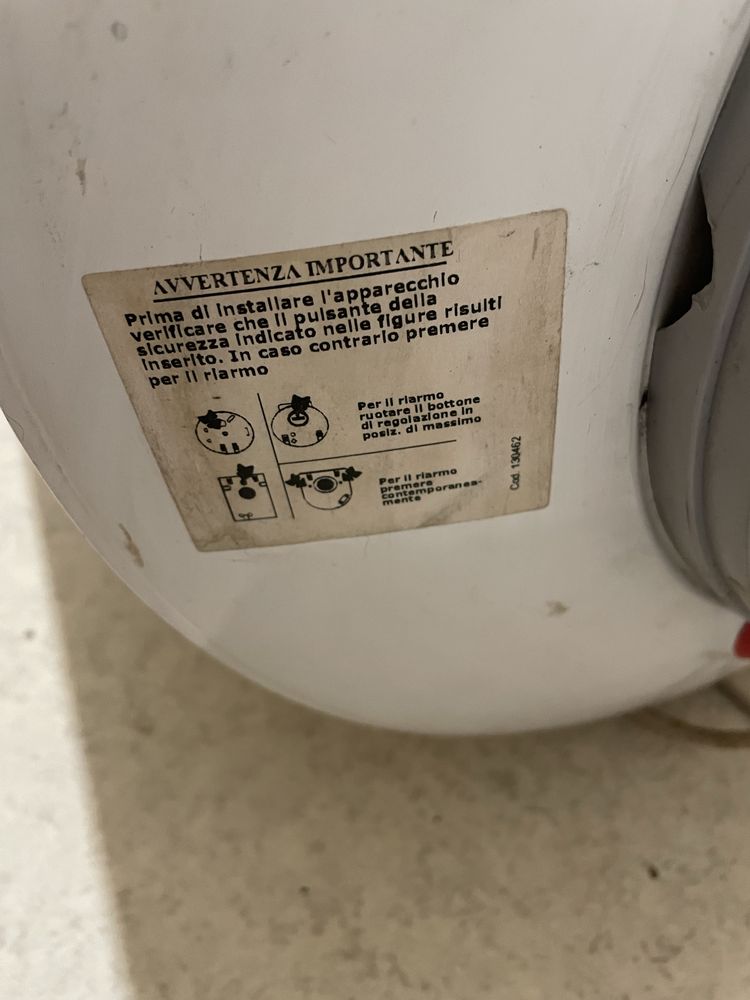 AVVERTENZA IMPORTANTE
Prima di installare l'apparecchio
verificare che il pulsante della
sicurezza indicato nelle figure risulti
inserito. In caso contrario premere
per il riarmo
Per il riarmo
ruotare il bottone
di regolazione in
posiz. di massimo
Per il riarmo
premere
contemporanea-
mente
Cod. 130462